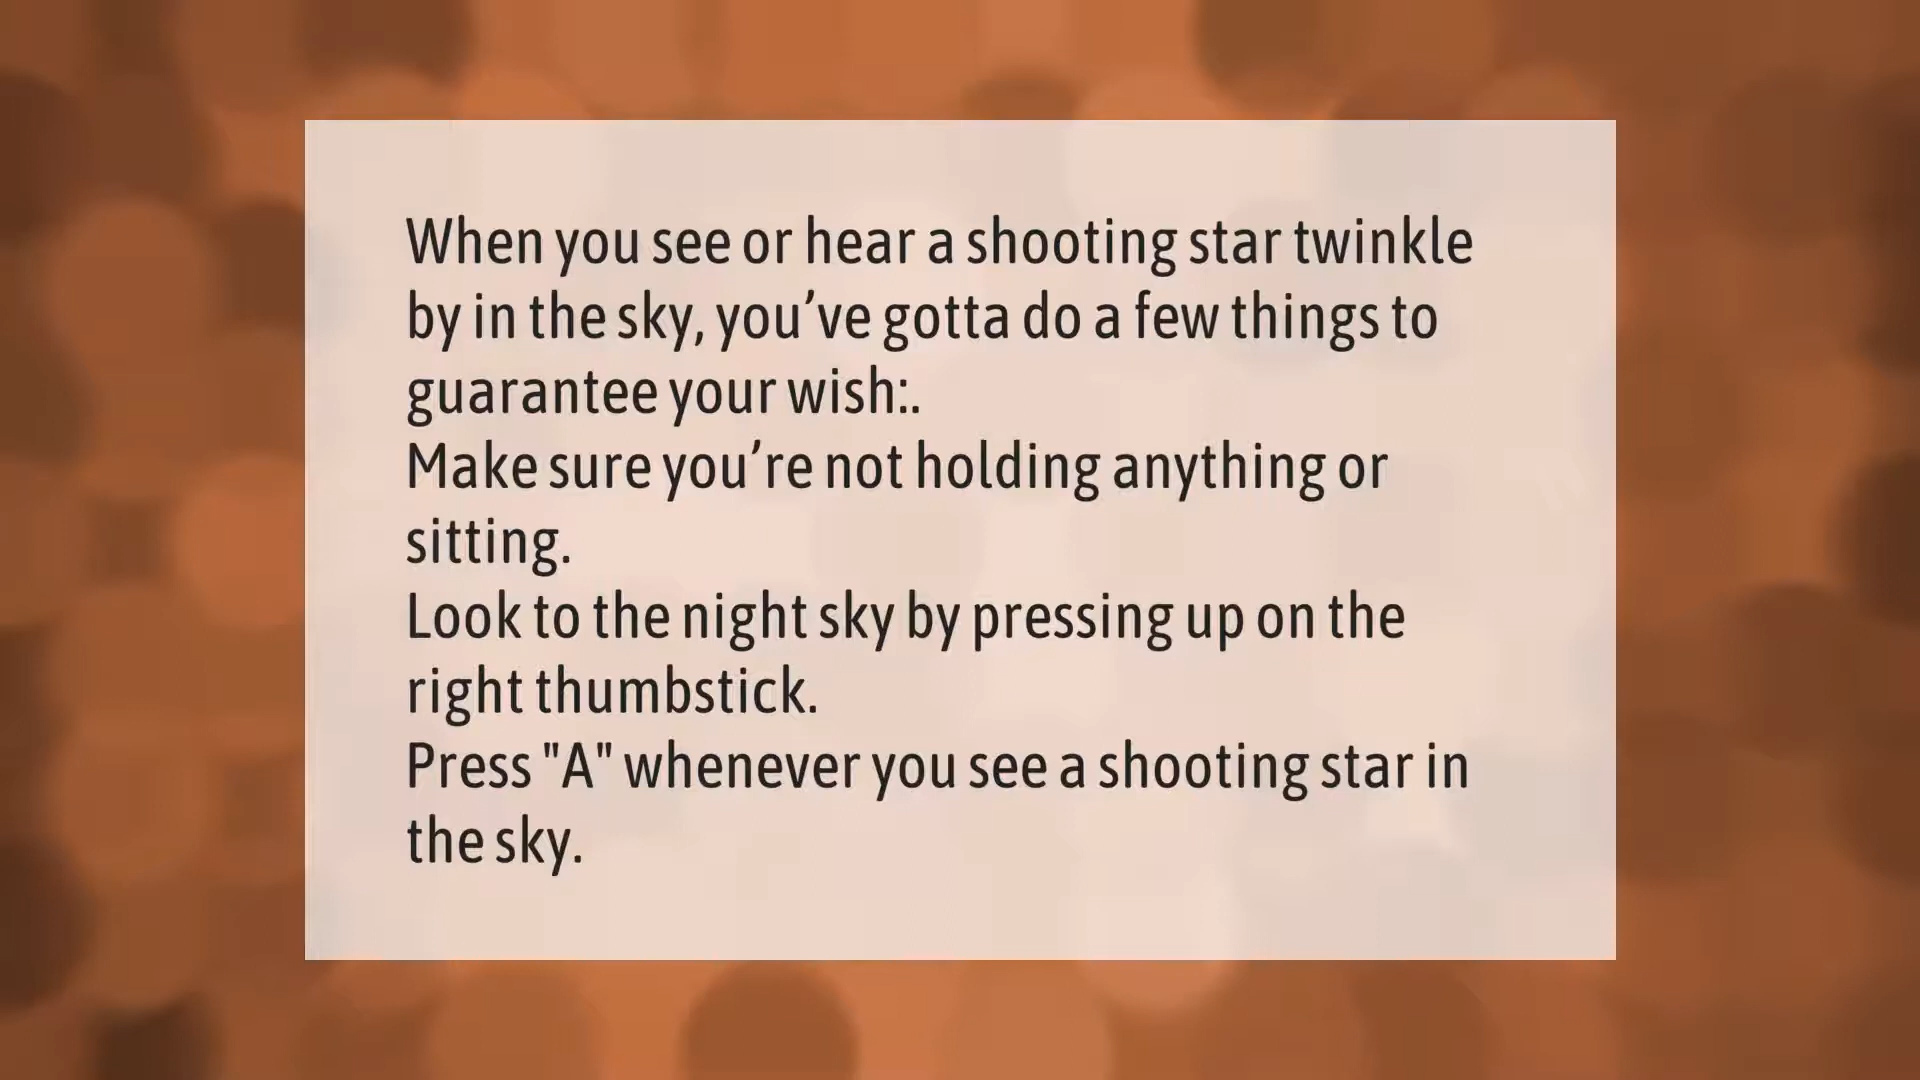 When you see or hear a shooting star twinkle
by in the sky, you’ve gotta do a few things to
guarantee your wish:.
Make sure you’re not holding anything or
sitting.
Look to the night sky by pressing up on the
right thumbstick.
Press "A" whenever you see a shooting star in
the sky.